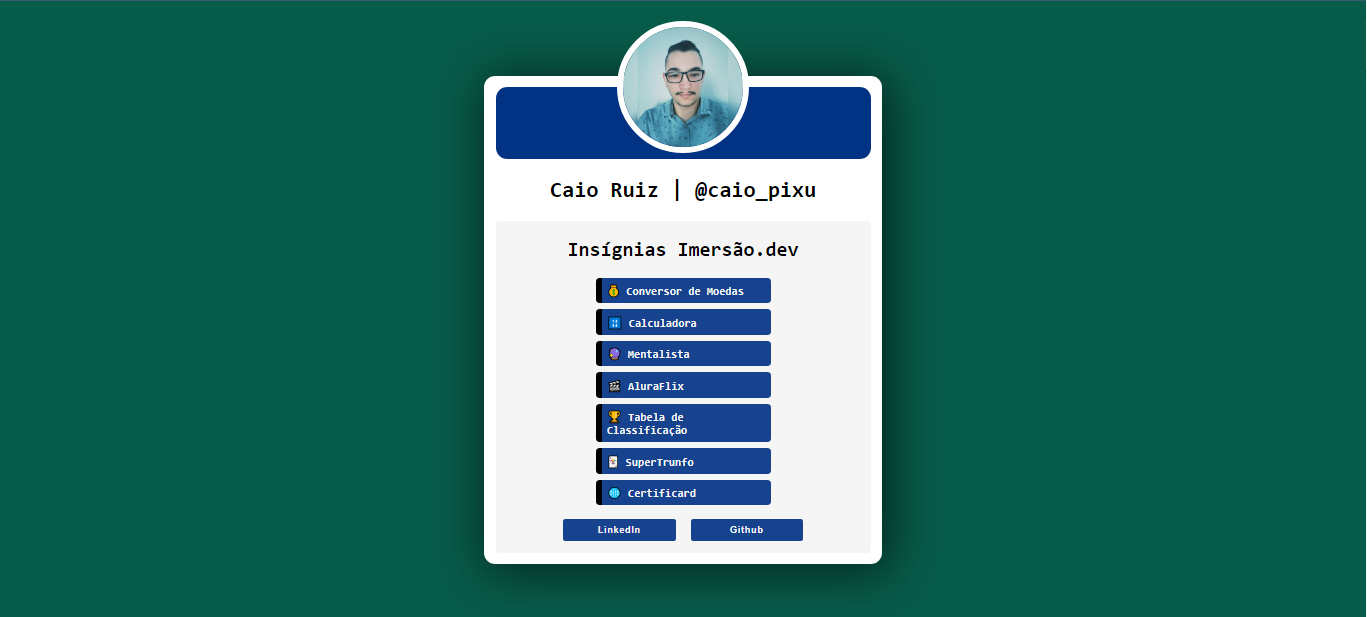 Caio Ruiz | @caio_pixu
Insígnias Imersão.dev
Conversor de Moedas
Calculadora
Mentalista
AluraFlix
Tabela de
Classificação
SuperTrunfo
Certificard
LinkedIn Github